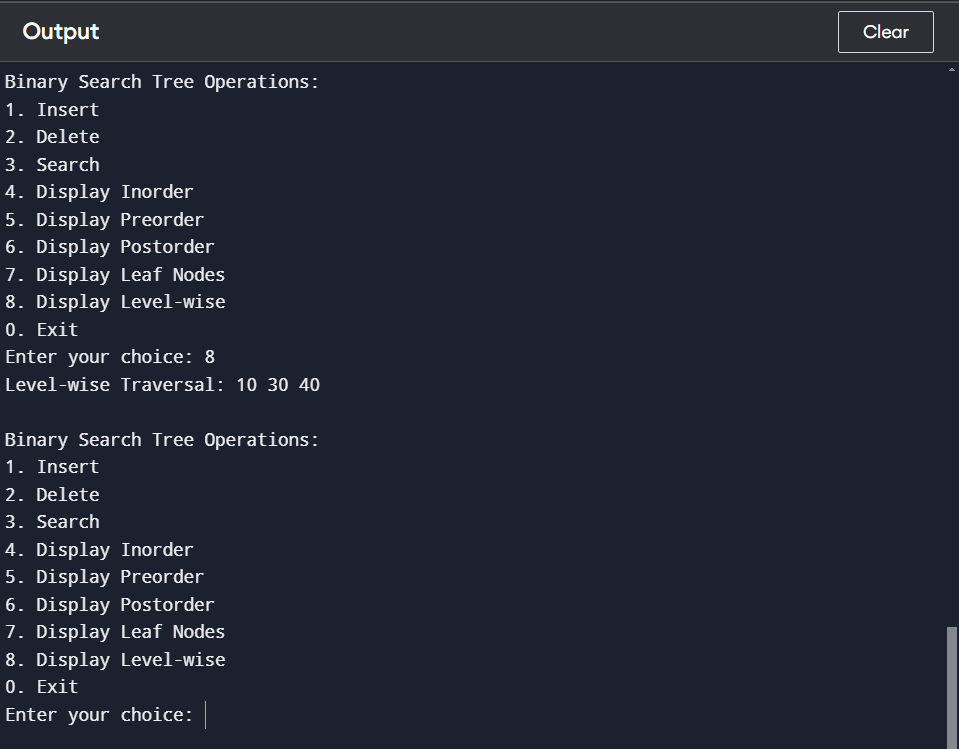 Output
Clear
Binary Search Tree Operations:
1. Insert
2. Delete
3. Search
4. Display Inorder
5. Display Preorder
6. Display Postorder
7. Display Leaf Nodes
8. Display Level-wise
0. Exit
Enter your choice: 8
Level-wise Traversal: 10 30 40
Binary Search Tree Operations:
1. Insert
2. Delete
3. Search
4. Display Inorder
5. Display Preorder
6. Display Postorder
7. Display Leaf Nodes
8. Display Level-wise
0. Exit
Enter your choice: